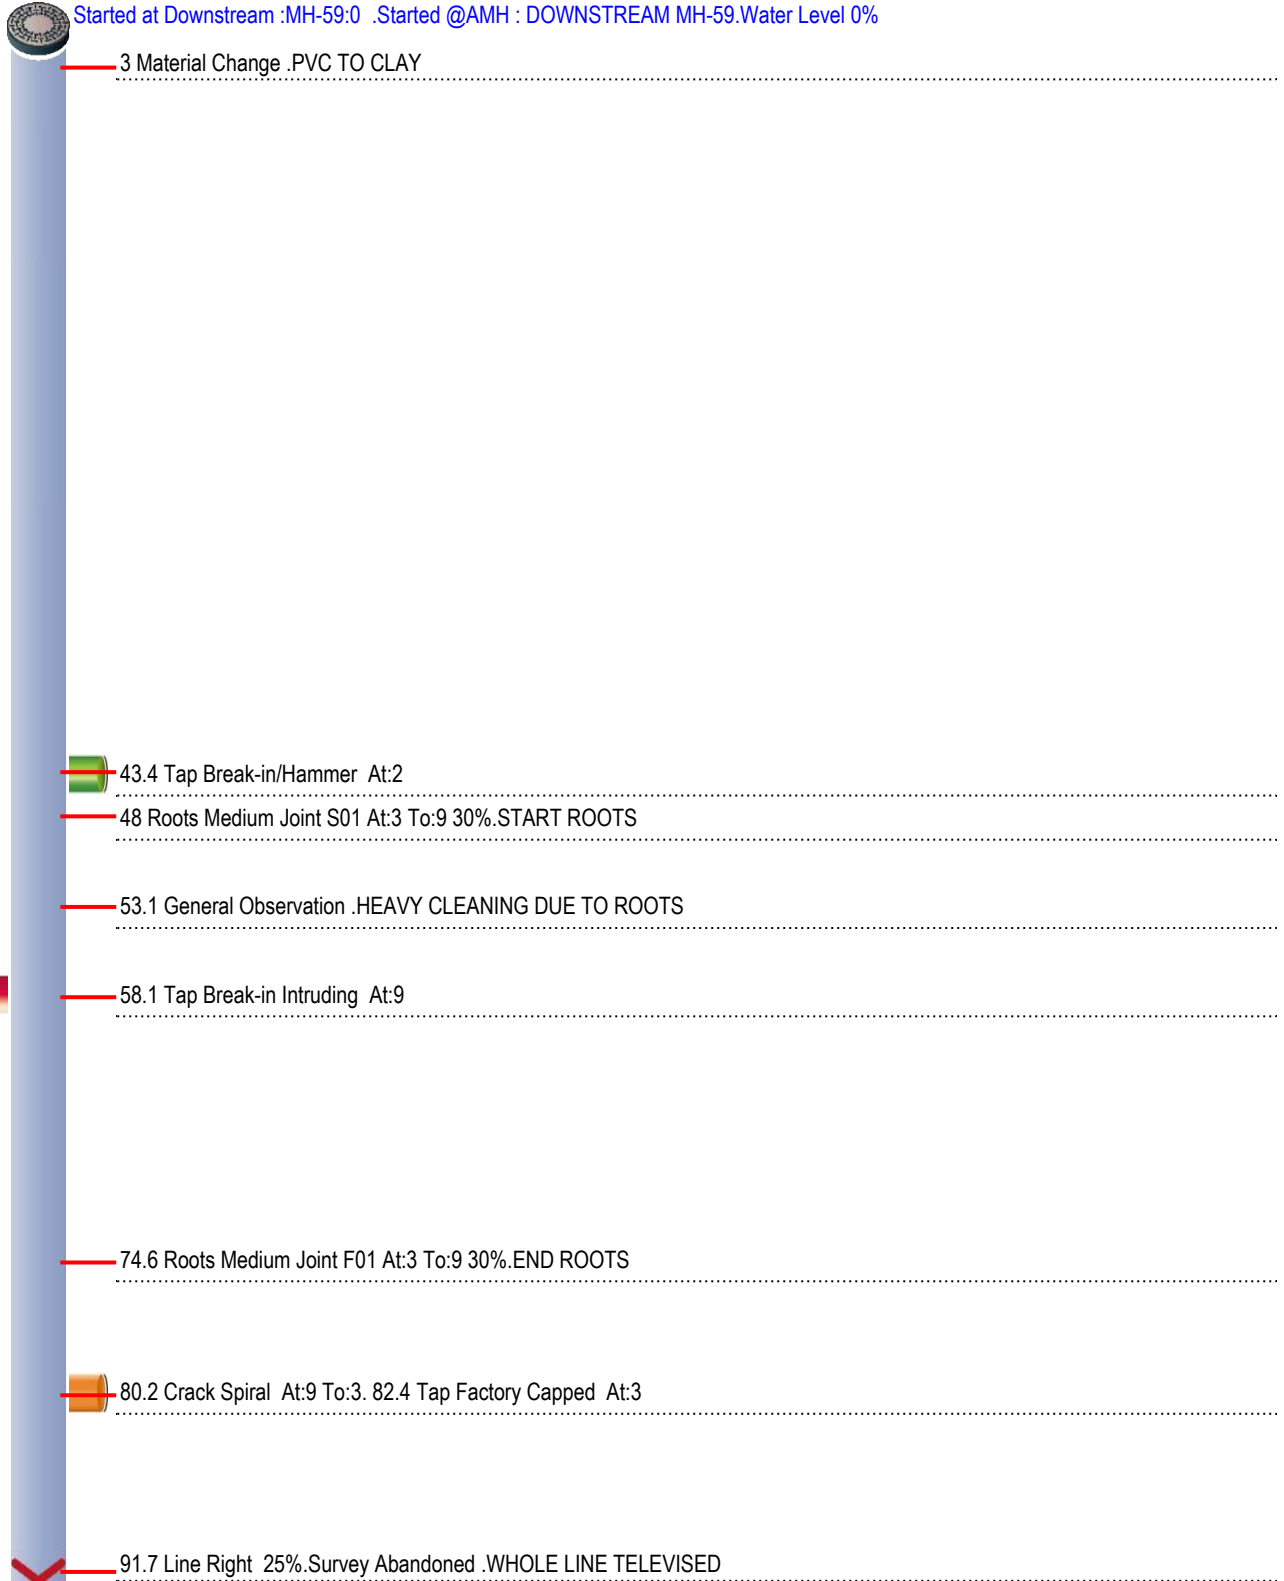 Started at Downstream :MH-59:0 .Started @AMH : DOWNSTREAM MH-59.Water Level 0%
3 Material Change .PVC TO CLAY
43.4 Tap Break-in/Hammer At:2
48 Roots Medium Joint S01 At:3 To:9 30%.START ROOTS
53.1 General Observation .HEAVY CLEANING DUE TO ROOTS
58.1 Tap Break-in Intruding At:9
74.6 Roots Medium Joint F01 At:3 To:9 30%.END ROOTS
80.2 Crack Spiral At:9 To:3. 82.4 Tap Factory Capped At:3
91.7 Line Right 25%.Survey Abandoned .WHOLE LINE TELEVISED